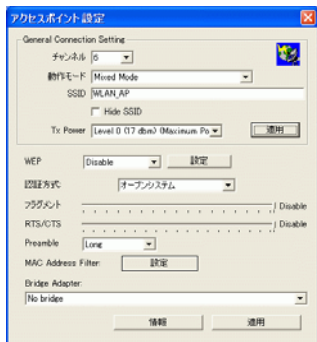 アクセスポイント設定
General Connection Setting
チャンネル 6
動作モード Mixed Mode
SSID WLAN_AP
Hide SSID
Tx Power Level 0 (17 dbm) (Maximum Po 適用
WEP Disable 設定
認証方式 オープンシステム
フラグメント Disable
RTS/CTS Disable
Preamble Long
MAC Address Filter: 設定
Bridge Adapter:
No bridge
情報 適用